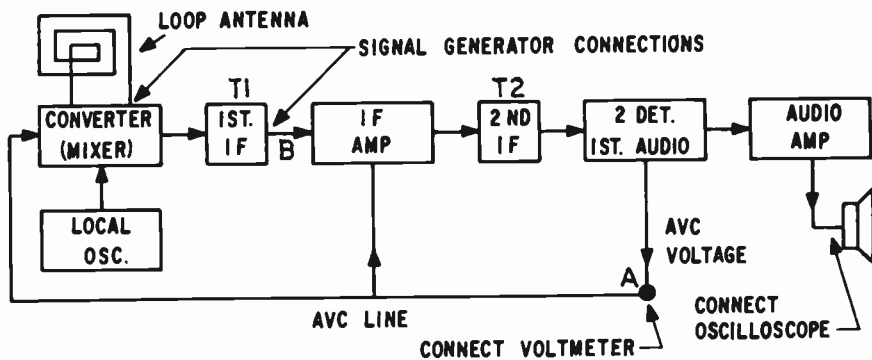 LOOP ANTENNA
SIGNAL GENERATOR CONNECTIONS
CONVERTER
(MIXER)
T1
1ST.
IF
B
IF
AMP
T2
2ND
IF
2 DET.
1ST. AUDIO
AUDIO
AMP
LOCAL
OSC.
AVC
VOLTAGE
A
AVC LINE
CONNECT VOLTMETER
CONNECT
OSCILLOSCOPE